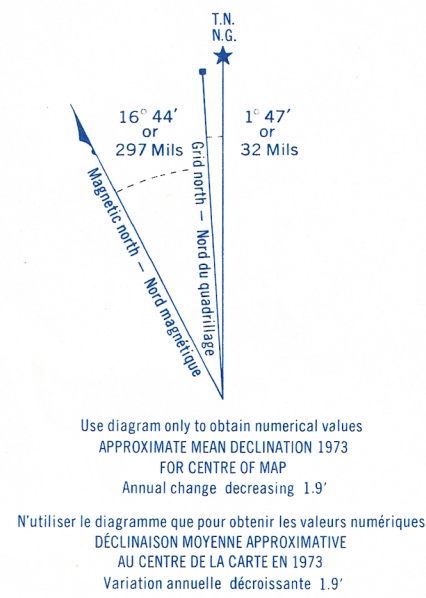 T.N.
N.G.
16° 44′
or
297 Mils
1° 47′
or
32 Mils
Magnetic north — Nord magnétique
Grid north — Nord du quadrillage
Use diagram only to obtain numerical values
APPROXIMATE MEAN DECLINATION 1973
FOR CENTRE OF MAP
Annual change decreasing 1.9′
N'utiliser le diagramme que pour obtenir les valeurs numériques
DÉCLINAISON MOYENNE APPROXIMATIVE
AU CENTRE DE LA CARTE EN 1973
Variation annuelle décroissante 1.9′